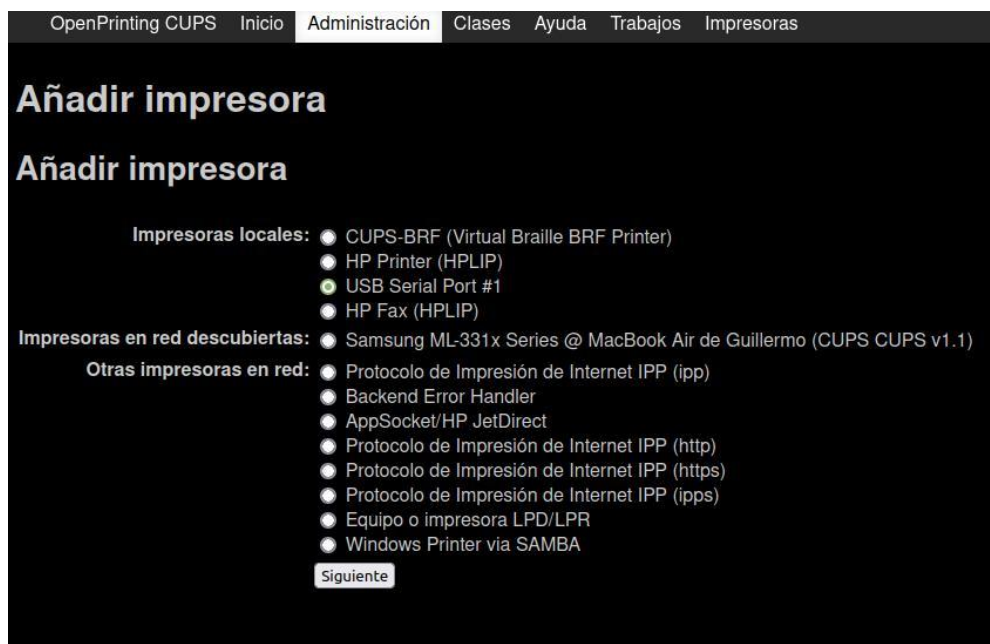 OpenPrinting CUPS Inicio Administración Clases Ayuda Trabajos Impresoras
Añadir impresora
Añadir impresora
Impresoras locales: CUPS-BRF (Virtual Braille BRF Printer)
HP Printer (HPLIP)
USB Serial Port #1
HP Fax (HPLIP)
Impresoras en red descubiertas: Samsung ML-331x Series @ MacBook Air de Guillermo (CUPS CUPS v1.1)
Otras impresoras en red: Protocolo de Impresión de Internet IPP (ipp)
Backend Error Handler
AppSocket/HP JetDirect
Protocolo de Impresión de Internet IPP (http)
Protocolo de Impresión de Internet IPP (https)
Protocolo de Impresión de Internet IPP (ipps)
Equipo o impresora LPD/LPR
Windows Printer via SAMBA
Siguiente